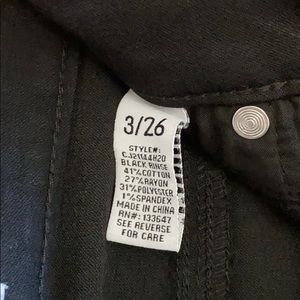 3/26
STYLE#:
CJ21144H20
BLACK RINSE
41%COTTON
27%RAYON
31%POLYESTER
1%SPANDEX
MADE IN CHINA
RN#: 133647
SEE REVERSE
FOR CARE